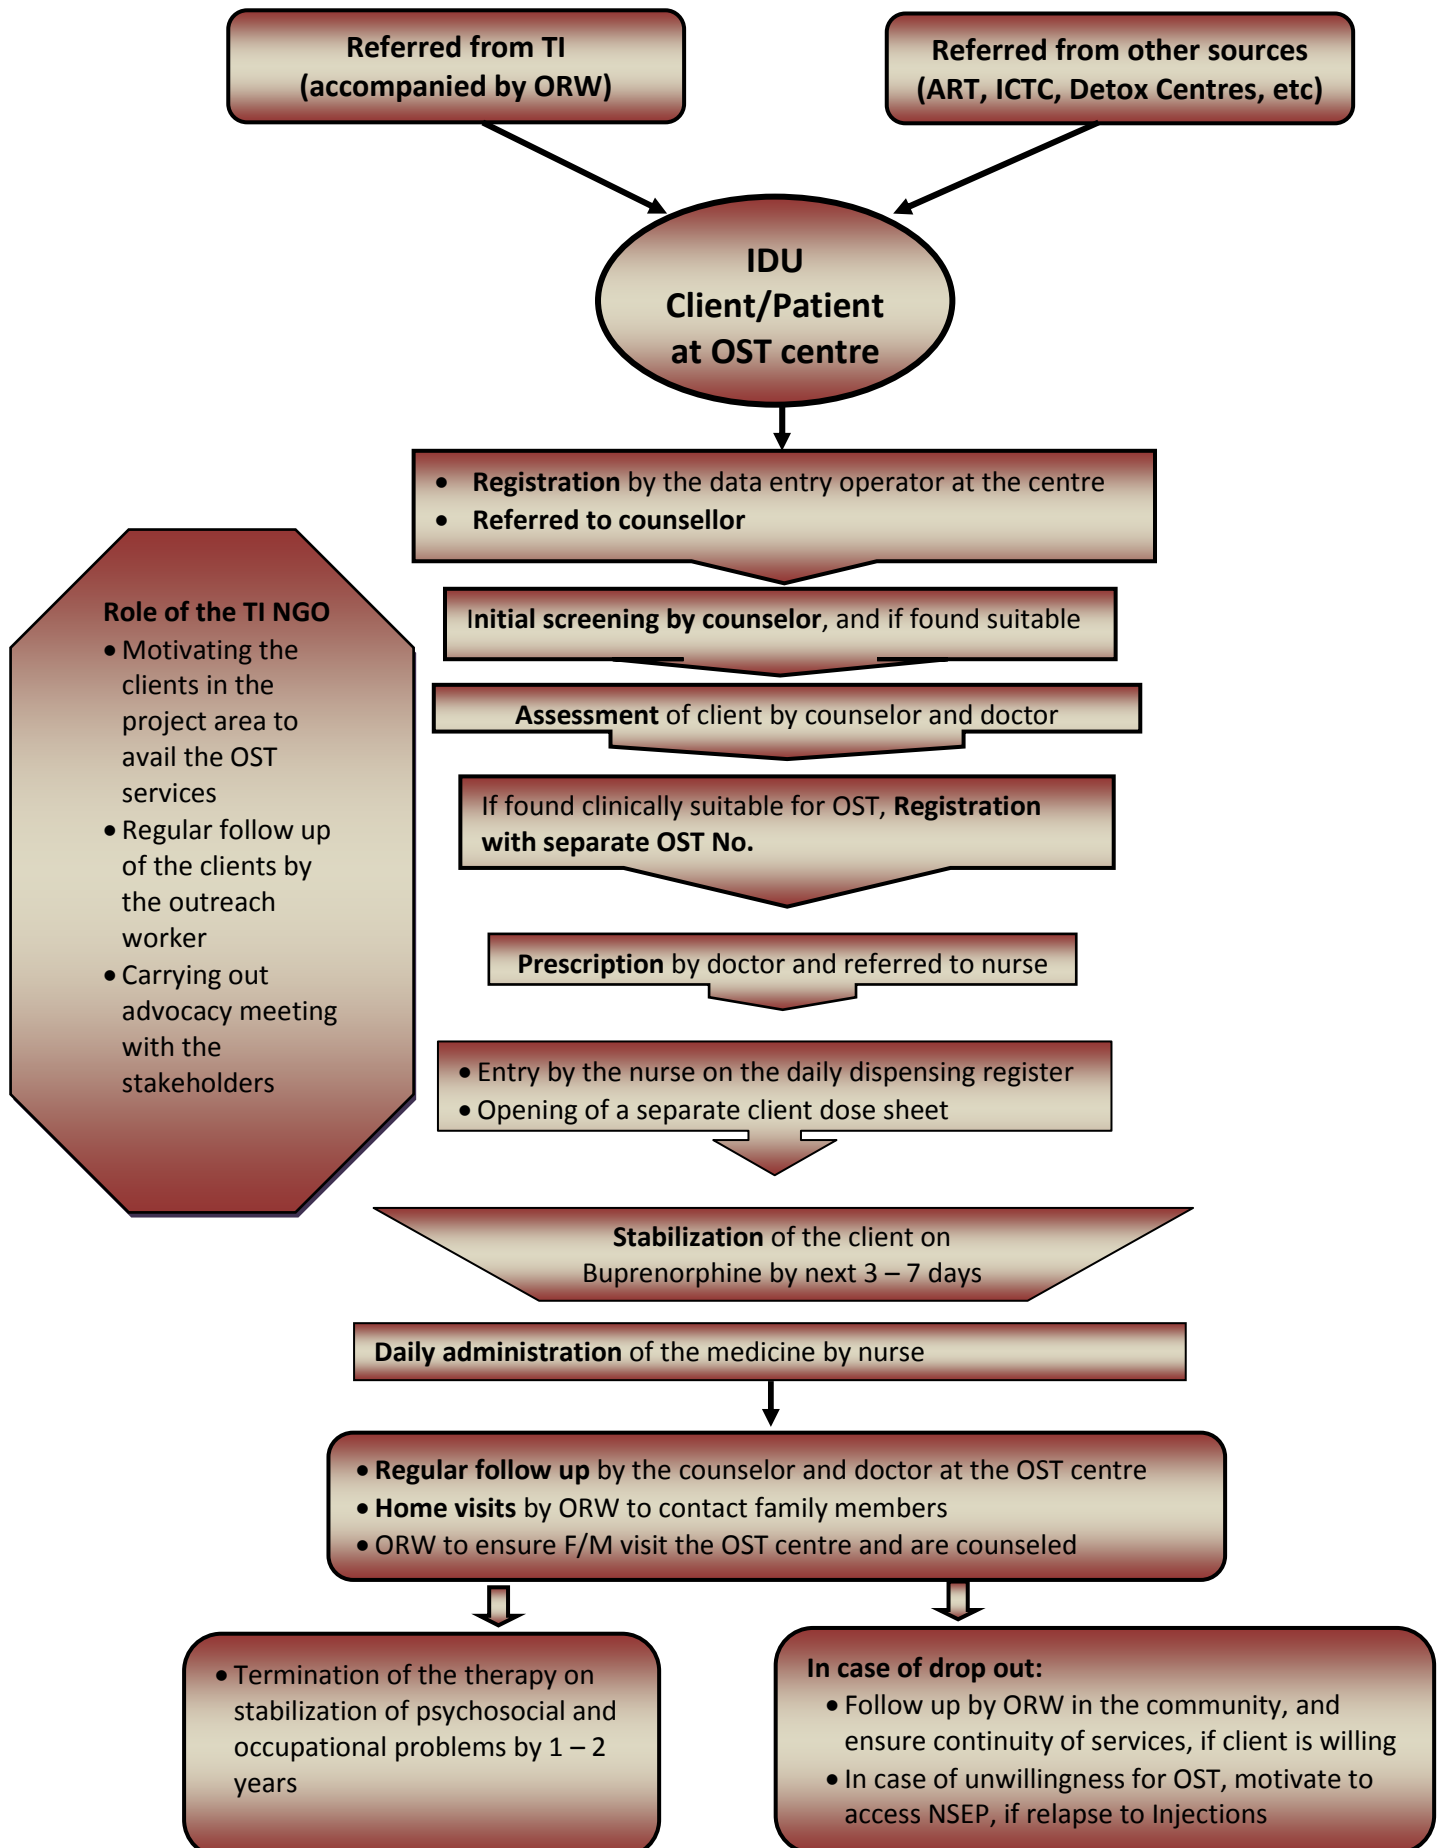 Referred from TI
(accompanied by ORW)
Referred from other sources
(ART, ICTC, Detox Centres, etc)
IDU
Client/Patient
at OST centre
• Registration by the data entry operator at the centre
• Referred to counsellor
Initial screening by counselor, and if found suitable
Assessment of client by counselor and doctor
If found clinically suitable for OST, Registration
with separate OST No.
Prescription by doctor and referred to nurse
• Entry by the nurse on the daily dispensing register
• Opening of a separate client dose sheet
Role of the TI NGO
• Motivating the
clients in the
project area to
avail the OST
services
• Regular follow up
of the clients by
the outreach
worker
• Carrying out
advocacy meeting
with the
stakeholders
Stabilization of the client on
Buprenorphine by next 3 – 7 days
Daily administration of the medicine by nurse
• Regular follow up by the counselor and doctor at the OST centre
• Home visits by ORW to contact family members
• ORW to ensure F/M visit the OST centre and are counseled
• Termination of the therapy on
stabilization of psychosocial and
occupational problems by 1 – 2
years
In case of drop out:
• Follow up by ORW in the community, and
ensure continuity of services, if client is willing
• In case of unwillingness for OST, motivate to
access NSEP, if relapse to Injections